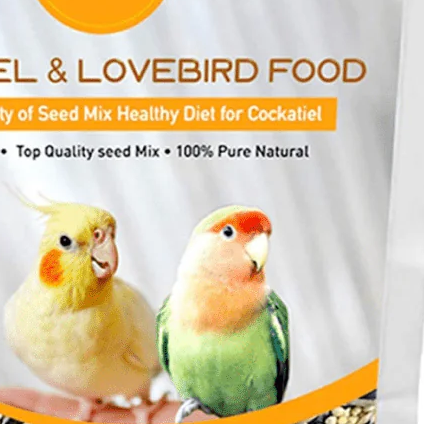 EL & LOVEBIRD FOOD
ty of Seed Mix Healthy Diet for Cockatiel
• Top Quality seed Mix • 100% Pure Natural